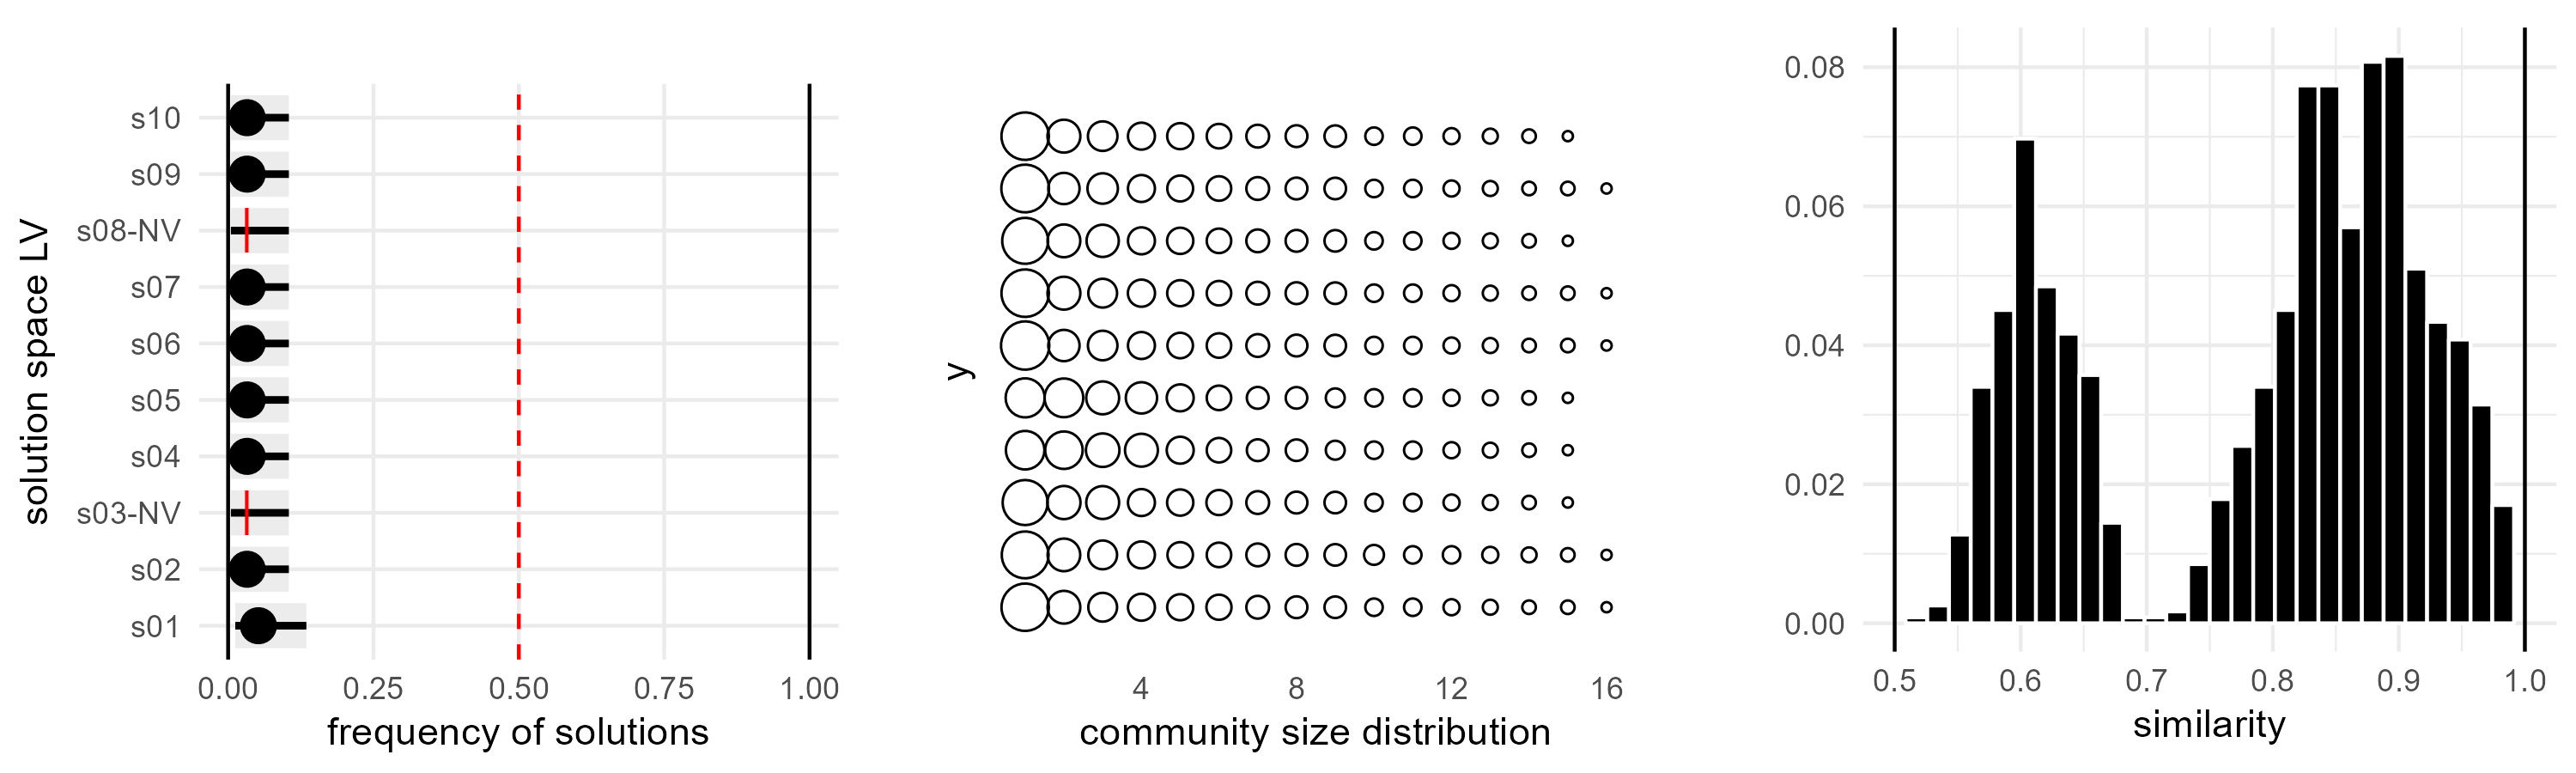 solution space LV
s10
s09
s08-NV
s07
s06
s05
s04
s03-NV
s02
s01
0.00 0.25 0.50 0.75 1.00
frequency of solutions
y
4 8 12 16
community size distribution
0.08
0.06
0.04
0.02
0.00
0.5 0.6 0.7 0.8 0.9 1.0
similarity